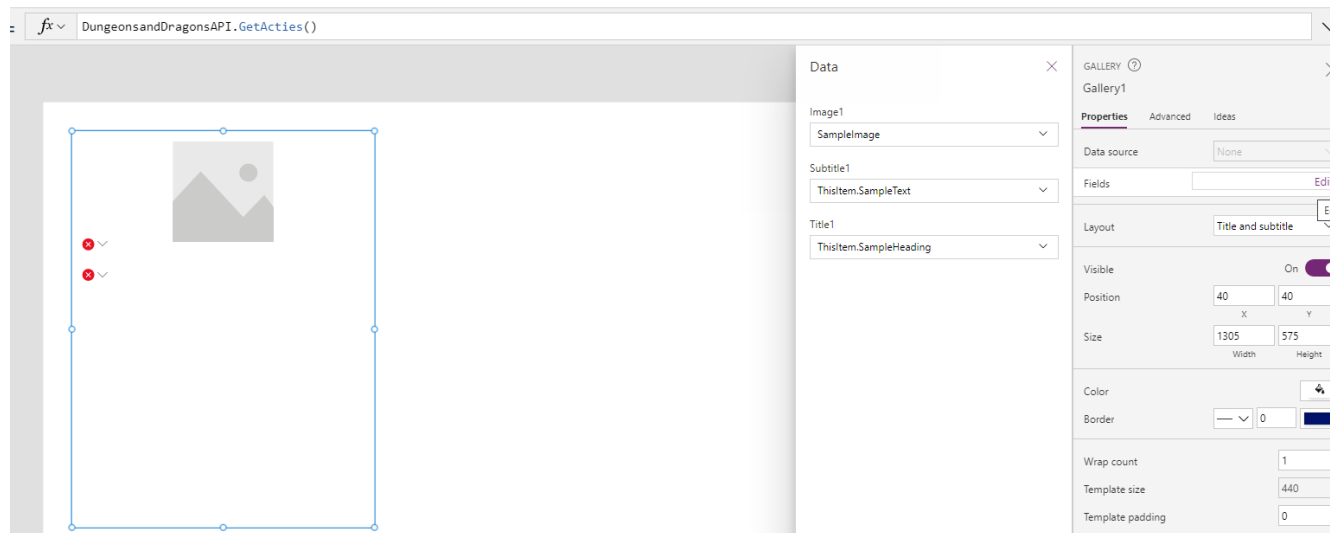 fx DungeonsandDragonsAPI.GetActies()
Data
Image1
SampleImage
Subtitle1
ThisItem.SampleText
Title1
ThisItem.SampleHeading
GALLERY ?
Gallery1
Properties Advanced Ideas
Data source None
Fields Edi
E
Layout Title and subtitle
Visible On
Position 40 40
X Y
Size 1305 575
Width Height
Color
Border 0
Wrap count 1
Template size 440
Template padding 0